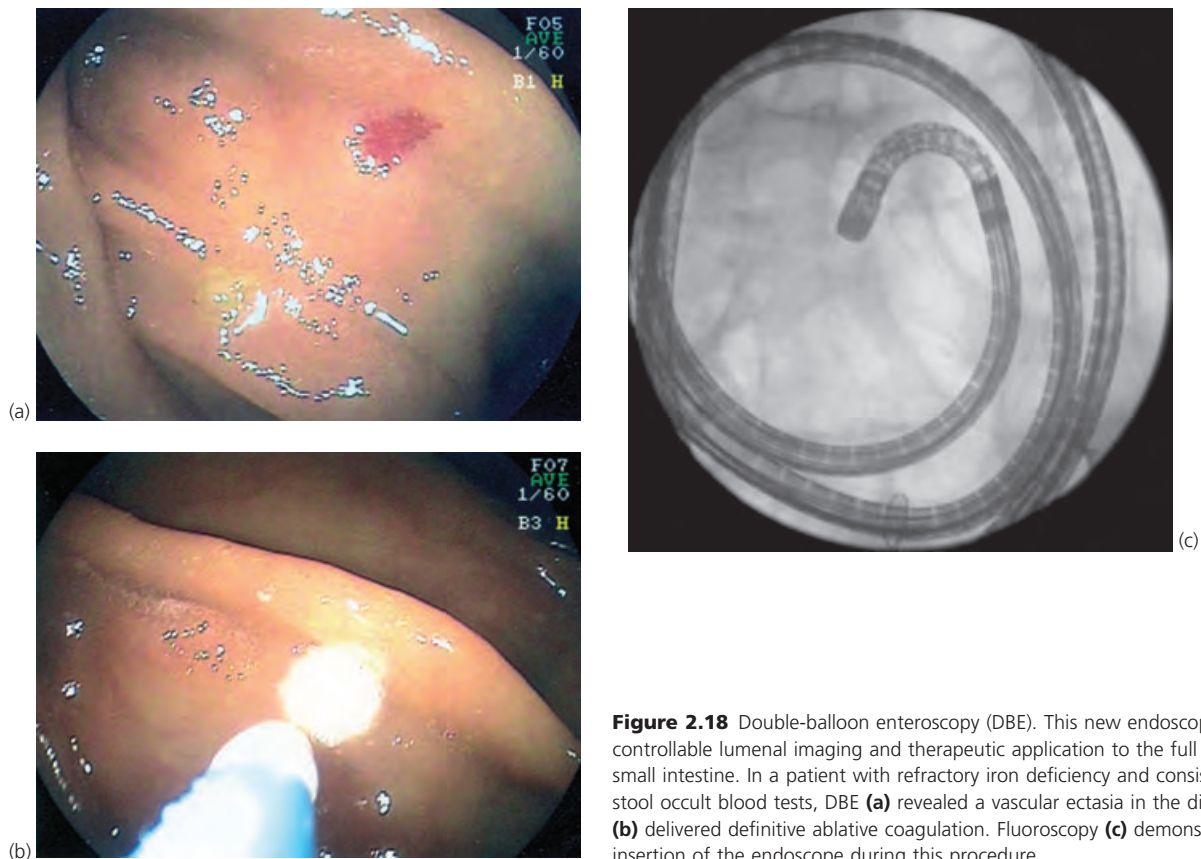 F05
AVE
1/60
B1 H
(a)
F07
AVE
1/60
B3 H
(b)
(c)
Figure 2.18 Double-balloon enteroscopy (DBE). This new endoscop
controllable lumenal imaging and therapeutic application to the full
small intestine. In a patient with refractory iron deficiency and consis
stool occult blood tests, DBE (a) revealed a vascular ectasia in the di
(b) delivered definitive ablative coagulation. Fluoroscopy (c) demons
insertion of the endoscope during this procedure.